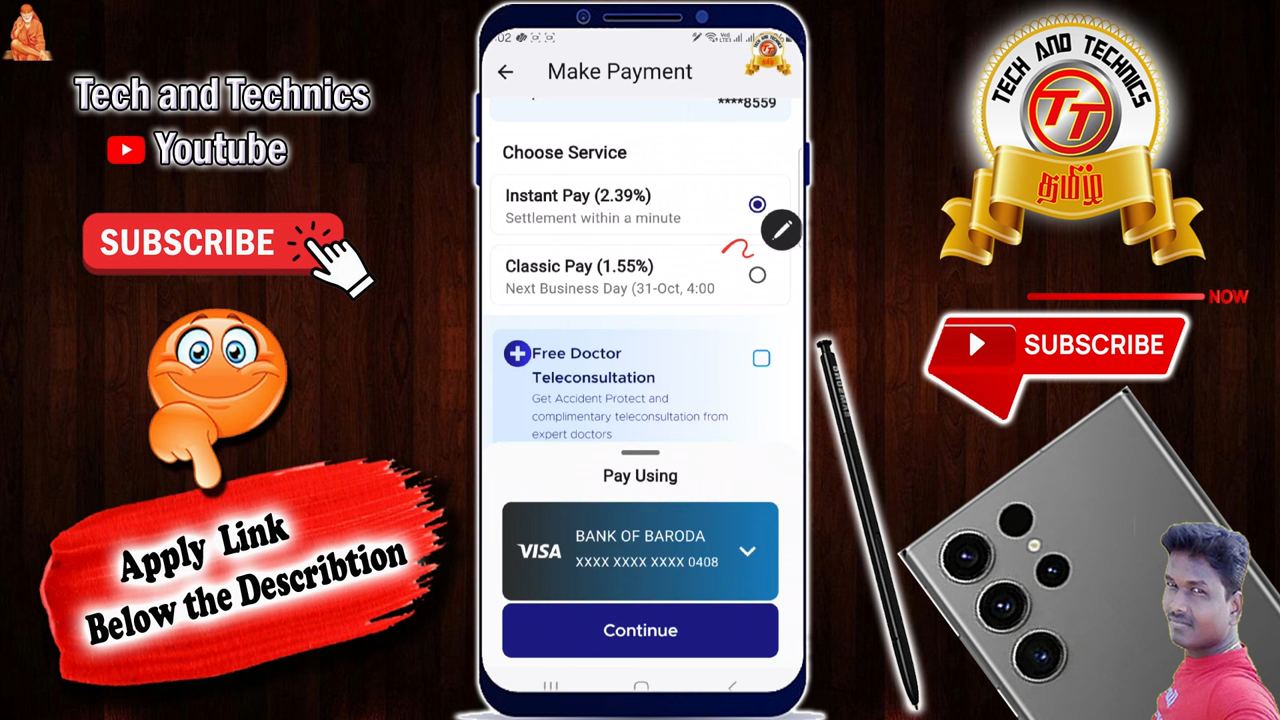 Tech and Technics
Youtube
SUBSCRIBE
Apply Link
Below the Describtion
:02
Make Payment
****8559
Choose Service
Instant Pay (2.39%)
Settlement within a minute
Classic Pay (1.55%)
Next Business Day (31-Oct, 4:00
Free Doctor
Teleconsultation
Get Accident Protect and
complimentary teleconsultation from
expert doctors
Pay Using
VISA
BANK OF BARODA
XXXX XXXX XXXX 0408
Continue
TECH AND TECHNICS
TT
தமிழ்
NOW
SUBSCRIBE